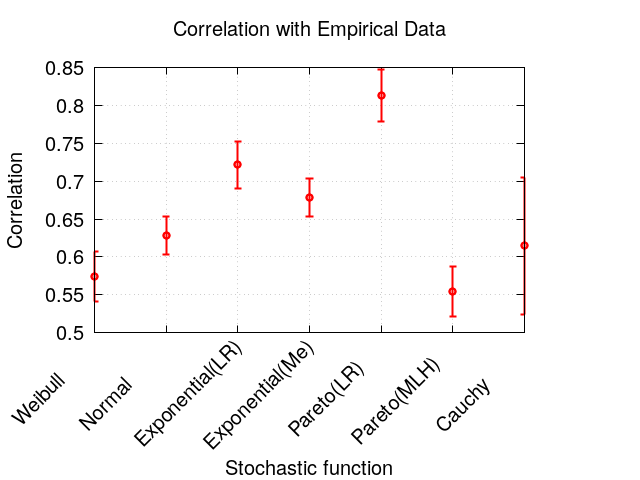 Correlation with Empirical Data
0.85
0.8
0.75
0.7
0.65
0.6
0.55
0.5
Correlation
Weibull
Normal
Exponential(LR)
Exponential(Me)
Pareto(LR)
Pareto(MLH)
Cauchy
Stochastic function